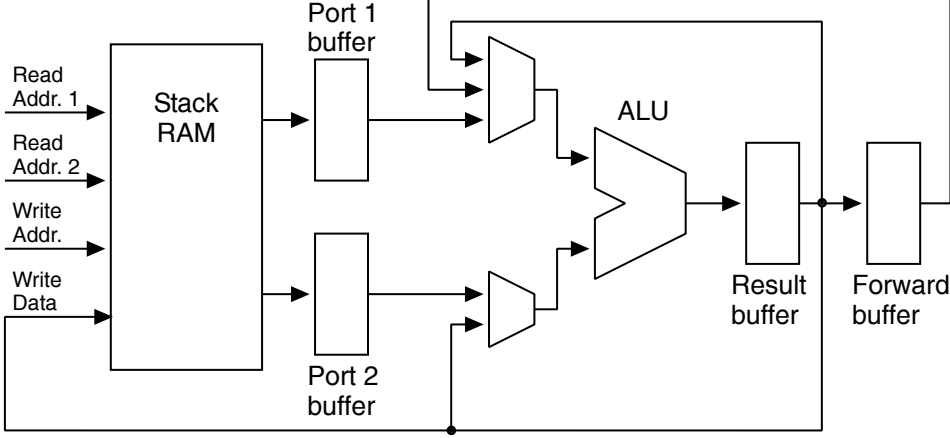 Port 1
buffer
Read
Addr. 1
Stack
RAM
ALU
Read
Addr. 2
Write
Addr.
Write
Data
Result
buffer
Forward
buffer
Port 2
buffer